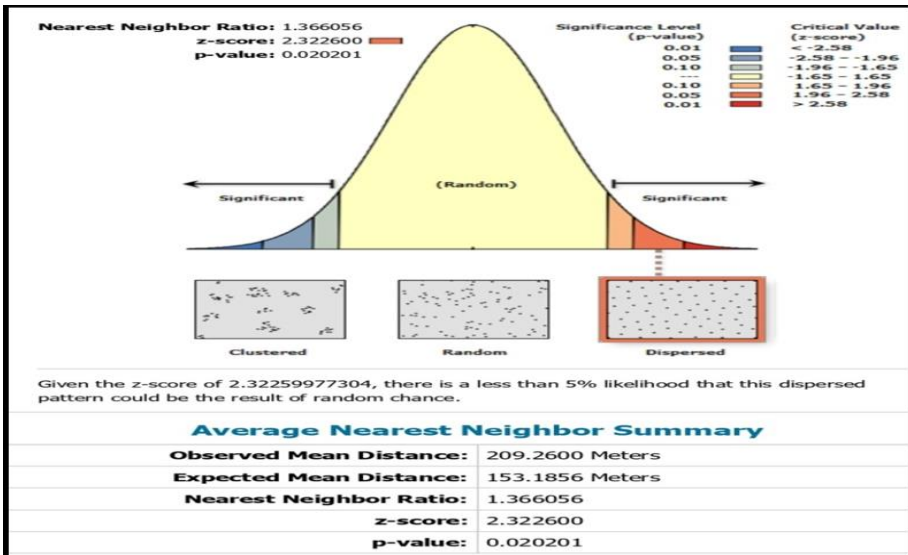 Nearest Neighbor Ratio: 1.366056
z-score: 2.322600
p-value: 0.020201
Significance Level (p-value)
Critical Value (z-score)
0.01 < -2.58
0.05 -2.58 – -1.96
0.10 -1.96 – -1.65
--- -1.65 – 1.65
0.10 1.65 – 1.96
0.05 1.96 – 2.58
0.01 > 2.58
Significant
(Random)
Significant
Clustered
Random
Dispersed
Given the z-score of 2.32259977304, there is a less than 5% likelihood that this dispersed
pattern could be the result of random chance.
Average Nearest Neighbor Summary
Observed Mean Distance: 209.2600 Meters
Expected Mean Distance: 153.1856 Meters
Nearest Neighbor Ratio: 1.366056
z-score: 2.322600
p-value: 0.020201